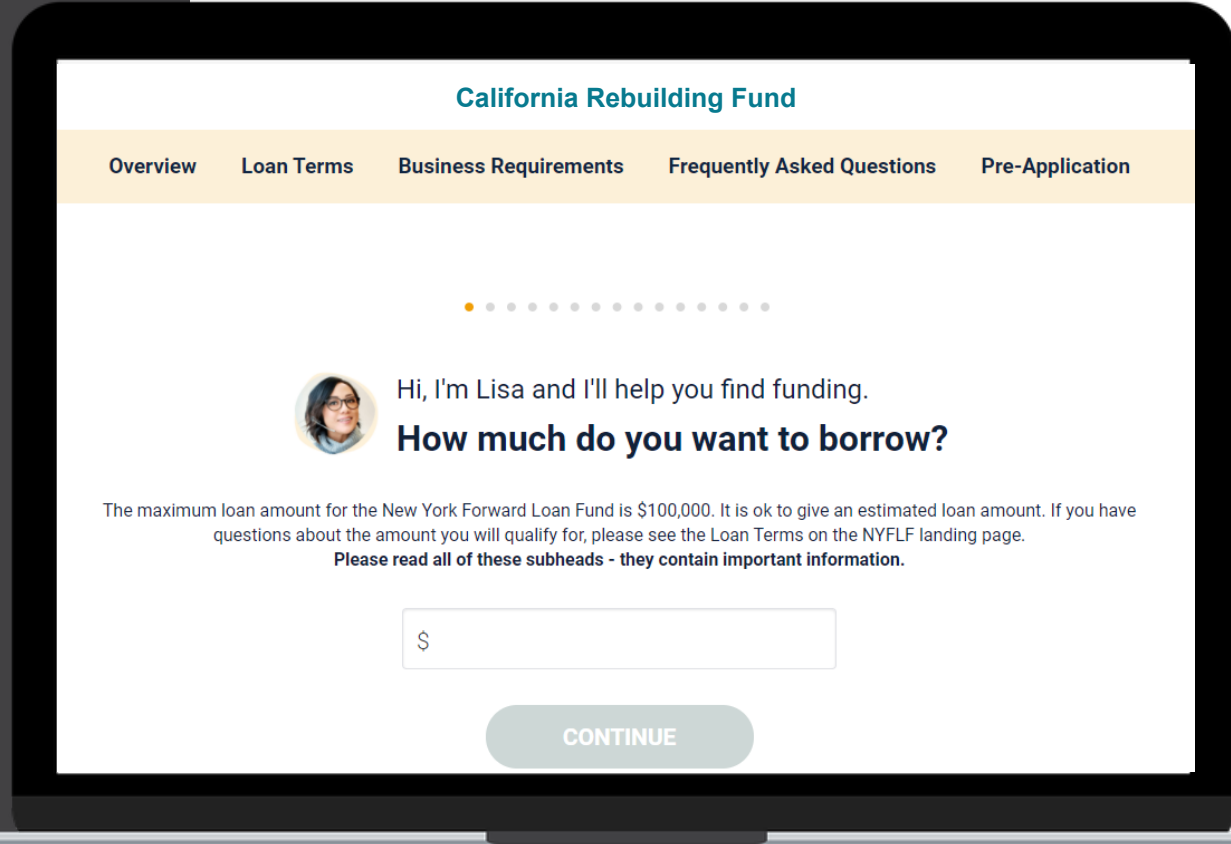 California Rebuilding Fund
Overview Loan Terms Business Requirements Frequently Asked Questions Pre-Application
Hi, I'm Lisa and I'll help you find funding.
How much do you want to borrow?
The maximum loan amount for the New York Forward Loan Fund is $100,000. It is ok to give an estimated loan amount. If you have
questions about the amount you will qualify for, please see the Loan Terms on the NYFLF landing page.
Please read all of these subheads - they contain important information.
$
CONTINUE